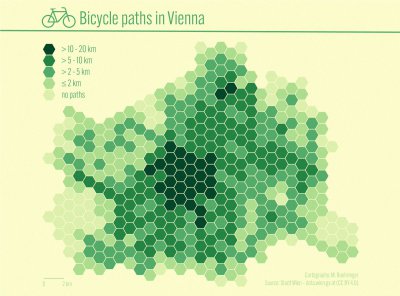 Bicycle paths in Vienna
> 10 - 20 km
> 5 - 10 km
> 2 - 5 km
≤ 2 km
no paths
0 2 km
Cartography: M. Bodlenger
Source: Stadt Wien – data.wien.gv.at (CC BY 4.0)